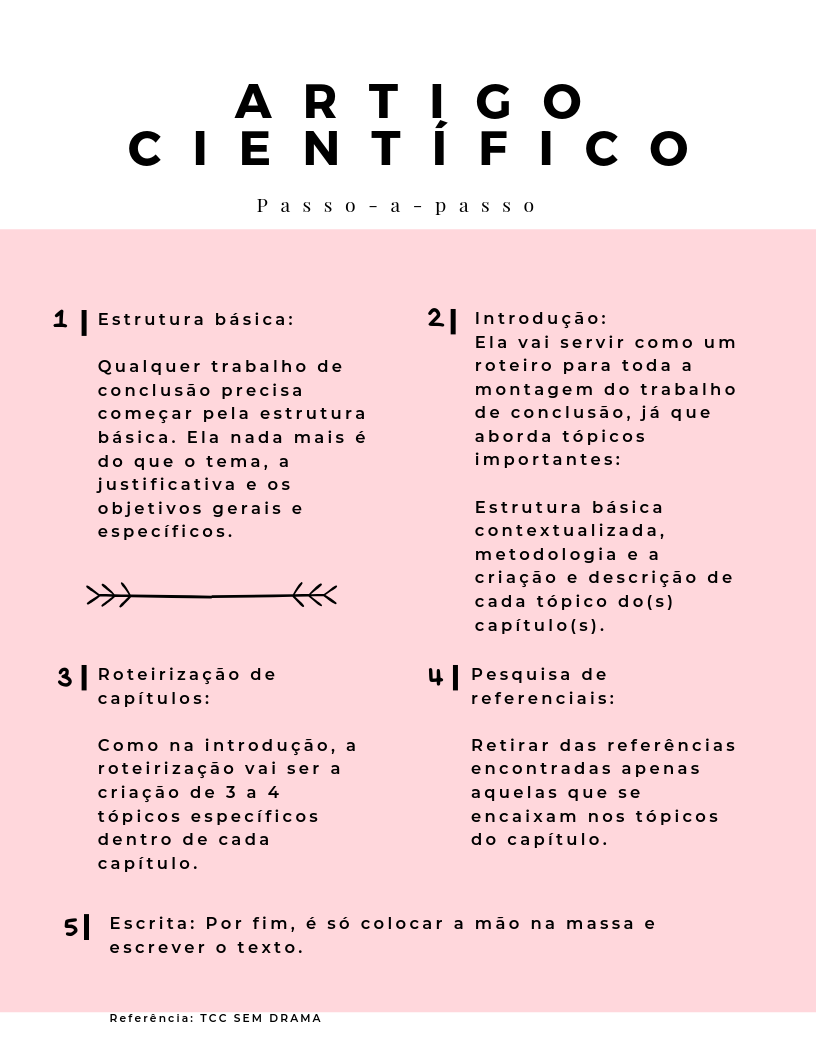 ARTIGO
CIENTÍFICO
Passo-a-passo
1 Estrutura básica:
Qualquer trabalho de
conclusão precisa
começar pela estrutura
básica. Ela nada mais é
do que o tema, a
justificativa e os
objetivos gerais e
específicos.
2 Introdução:
Ela vai servir como um
roteiro para toda a
montagem do trabalho
de conclusão, já que
aborda tópicos
importantes:
Estrutura básica
contextualizada,
metodologia e a
criação e descrição de
cada tópico do(s)
capítulo(s).
3 Roteirização de
capítulos:
Como na introdução, a
roteirização vai ser a
criação de 3 a 4
tópicos específicos
dentro de cada
capítulo.
4 Pesquisa de
referenciais:
Retirar das referências
encontradas apenas
aquelas que se
encaixam nos tópicos
do capítulo.
5 Escrita: Por fim, é só colocar a mão na massa e
escrever o texto.
Referência: TCC SEM DRAMA